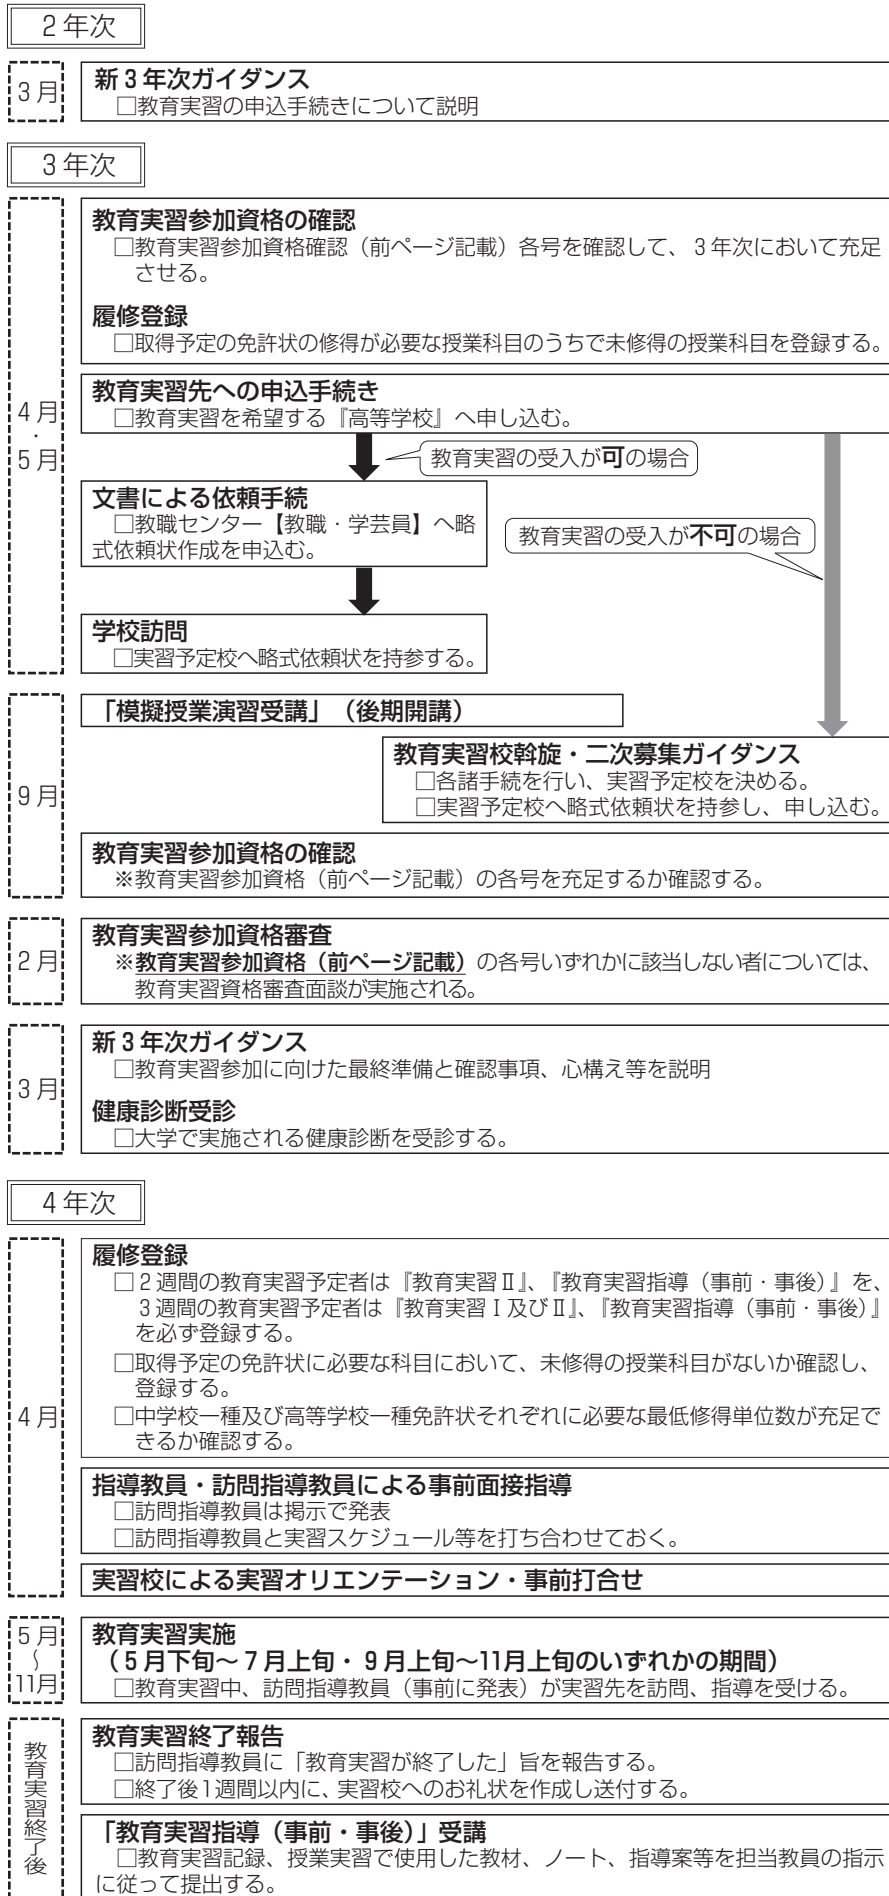 2年次
3月
新3年次ガイダンス
□教育実習の申込手続きについて説明
3年次
4月・5月
教育実習参加資格の確認
□教育実習参加資格確認（前ページ記載）各号を確認して、3年次において充足
させる。
履修登録
□取得予定の免許状の修得が必要な授業科目のうちで未修得の授業科目を登録する。
教育実習先への申込手続き
□教育実習を希望する『高等学校』へ申し込む。
教育実習の受入が可の場合
文書による依頼手続
□教職センター【教職・学芸員】へ略
式依頼状作成を申込む。
教育実習の受入が不可の場合
学校訪問
□実習予定校へ略式依頼状を持参する。
9月
「模擬授業演習受講」（後期開講）
教育実習校斡旋・二次募集ガイダンス
□各諸手続を行い、実習予定校を決める。
□実習予定校へ略式依頼状を持参し、申し込む。
教育実習参加資格の確認
※教育実習参加資格（前ページ記載）の各号を充足するか確認する。
2月
教育実習参加資格審査
※教育実習参加資格（前ページ記載）の各号いずれかに該当しない者については、
教育実習資格審査面談が実施される。
3月
新3年次ガイダンス
□教育実習参加に向けた最終準備と確認事項、心構え等を説明
健康診断受診
□大学で実施される健康診断を受診する。
4年次
4月
履修登録
□2週間の教育実習予定者は『教育実習Ⅱ』、『教育実習指導（事前・事後）』を、
3週間の教育実習予定者は『教育実習Ⅰ及びⅡ』、『教育実習指導（事前・事後）』
を必ず登録する。
□取得予定の免許状に必要な科目において、未修得の授業科目がないか確認し、
登録する。
□中学校一種及び高等学校一種免許状それぞれに必要な最低修得単位数が充足で
きるか確認する。
指導教員・訪問指導教員による事前面接指導
□訪問指導教員は掲示で発表
□訪問指導教員と実習スケジュール等を打ち合わせておく。
実習校による実習オリエンテーション・事前打合せ
5月〜11月
教育実習実施
（5月下旬〜7月上旬・9月上旬〜11月上旬のいずれかの期間）
□教育実習中、訪問指導教員（事前に発表）が実習先を訪問、指導を受ける。
教育実習終了後
教育実習終了報告
□訪問指導教員に「教育実習が終了した」旨を報告する。
□終了後1週間以内に、実習校へのお礼状を作成し送付する。
「教育実習指導（事前・事後）」受講
□教育実習記録、授業実習で使用した教材、ノート、指導案等を担当教員の指示
に従って提出する。